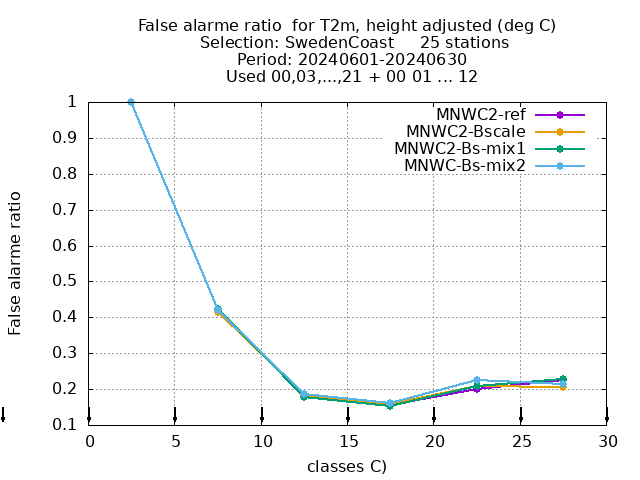 False alarme ratio  for T2m, height adjusted (deg C)
Selection: SwedenCoast     25 stations
Period: 20240601-20240630
Used 00,03,...,21 + 00 01 ... 12
MNWC2-ref
MNWC2-Bscale
MNWC2-Bs-mix1
MNWC-Bs-mix2
1
0.9
0.8
0.7
0.6
0.5
0.4
0.3
0.2
0.1
False alarme ratio
0 5 10 15 20 25 30
classes C)